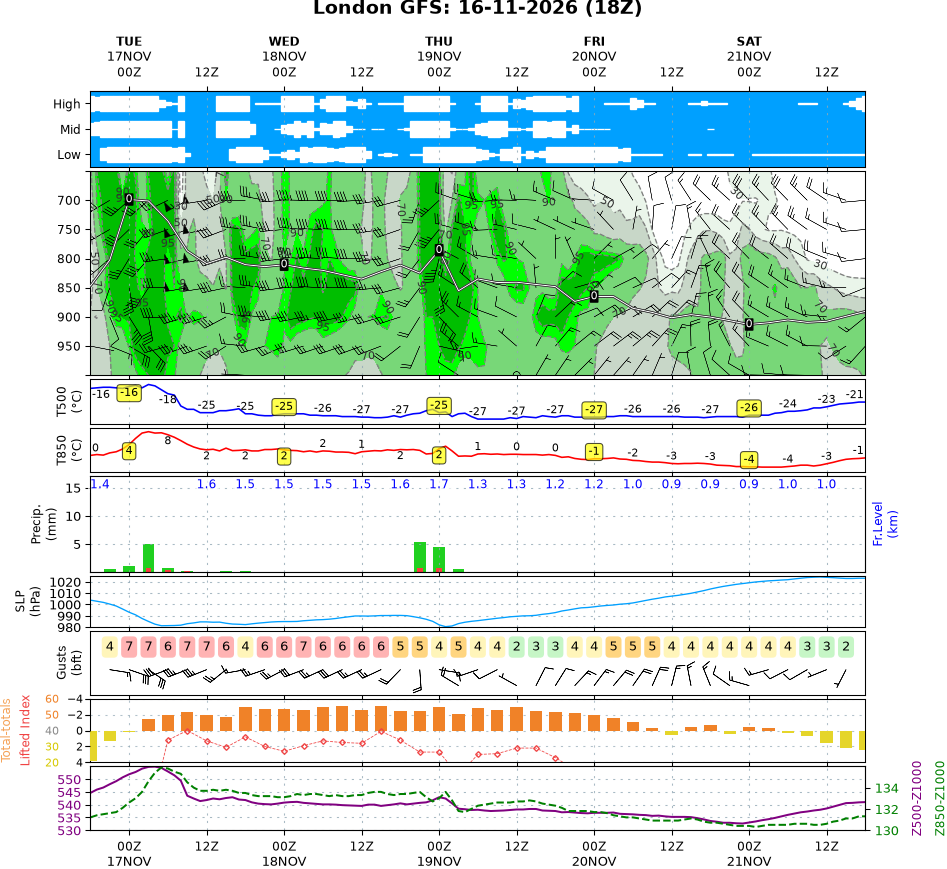 London GFS: 16-11-2026 (18Z)
TUE WED THU FRI SAT
17NOV 18NOV 19NOV 20NOV 21NOV
00Z 12Z 00Z 12Z 00Z 12Z 00Z 12Z 00Z 12Z
High
Mid
Low
700
750
800
850
900
950
0 0 0 0 0
T500
(°C)
-16 -16 -18 -25 -25 -25 -26 -27 -27 -25 -27 -27 -27 -27 -26 -26 -27 -26 -24 -23 -21
T850
(°C)
0 4 8 2 2 2 2 1 2 2 1 0 0 -1 -2 -3 -3 -4 -4 -3 -1
Precip.
(mm)
15
10
5
1.4 1.6 1.5 1.5 1.5 1.5 1.6 1.7 1.3 1.3 1.2 1.2 1.0 0.9 0.9 0.9 1.0 1.0
Fr.Level
(km)
SLP
(hPa)
1020
1010
1000
990
980
Gusts
(bft)
4 7 7 6 7 7 6 4 6 6 6 7 6 6 6 5 5 4 5 4 4 2 3 3 4 4 5 5 5 4 4 4 4 4 4 4 3 3 2
Total-totals
Lifted Index
60 −4
50 −2
40 0
30 2
20 4
550
545
540
535
530
134
132
130
Z500-Z1000
Z850-Z1000
00Z 12Z 00Z 12Z 00Z 12Z 00Z 12Z 00Z 12Z
17NOV 18NOV 19NOV 20NOV 21NOV